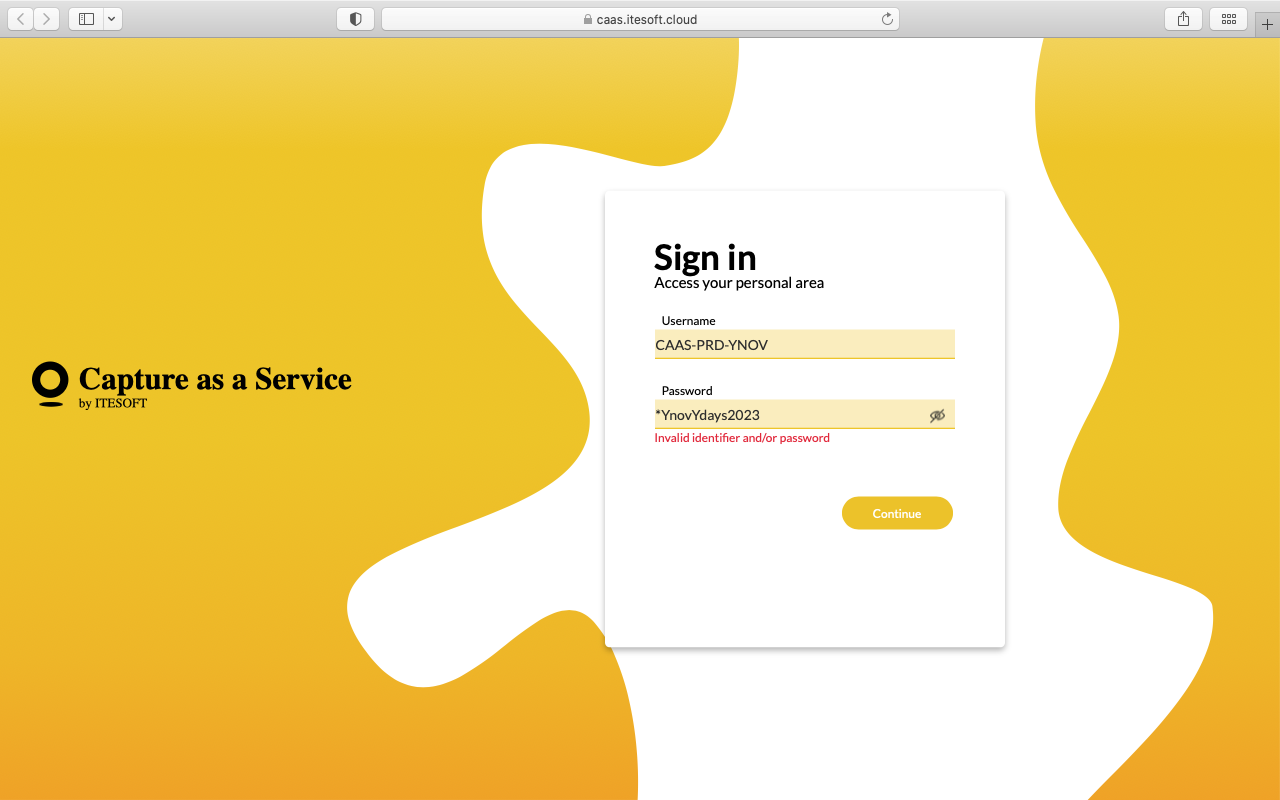 caas.itesoft.cloud
Capture as a Service
by ITESOFT
Sign in
Access your personal area
Username
CAAS-PRD-YNOV
Password
*YnovYdays2023
Invalid identifier and/or password
Continue